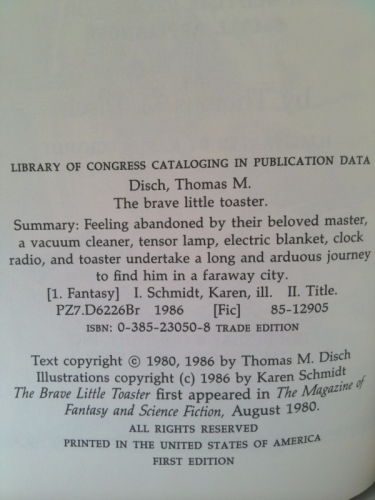 LIBRARY OF CONGRESS CATALOGING IN PUBLICATION DATA
Disch, Thomas M.
The brave little toaster.
Summary: Feeling abandoned by their beloved master,
a vacuum cleaner, tensor lamp, electric blanket, clock
radio, and toaster undertake a long and arduous journey
to find him in a faraway city.
[1. Fantasy] I. Schmidt, Karen, ill. II. Title.
PZ7.D6226Br 1986 [Fic] 85-12905
ISBN: 0-385-23050-8 TRADE EDITION
Text copyright © 1980, 1986 by Thomas M. Disch
Illustrations copyright (c) 1986 by Karen Schmidt
The Brave Little Toaster first appeared in The Magazine of
Fantasy and Science Fiction, August 1980.
ALL RIGHTS RESERVED
PRINTED IN THE UNITED STATES OF AMERICA
FIRST EDITION